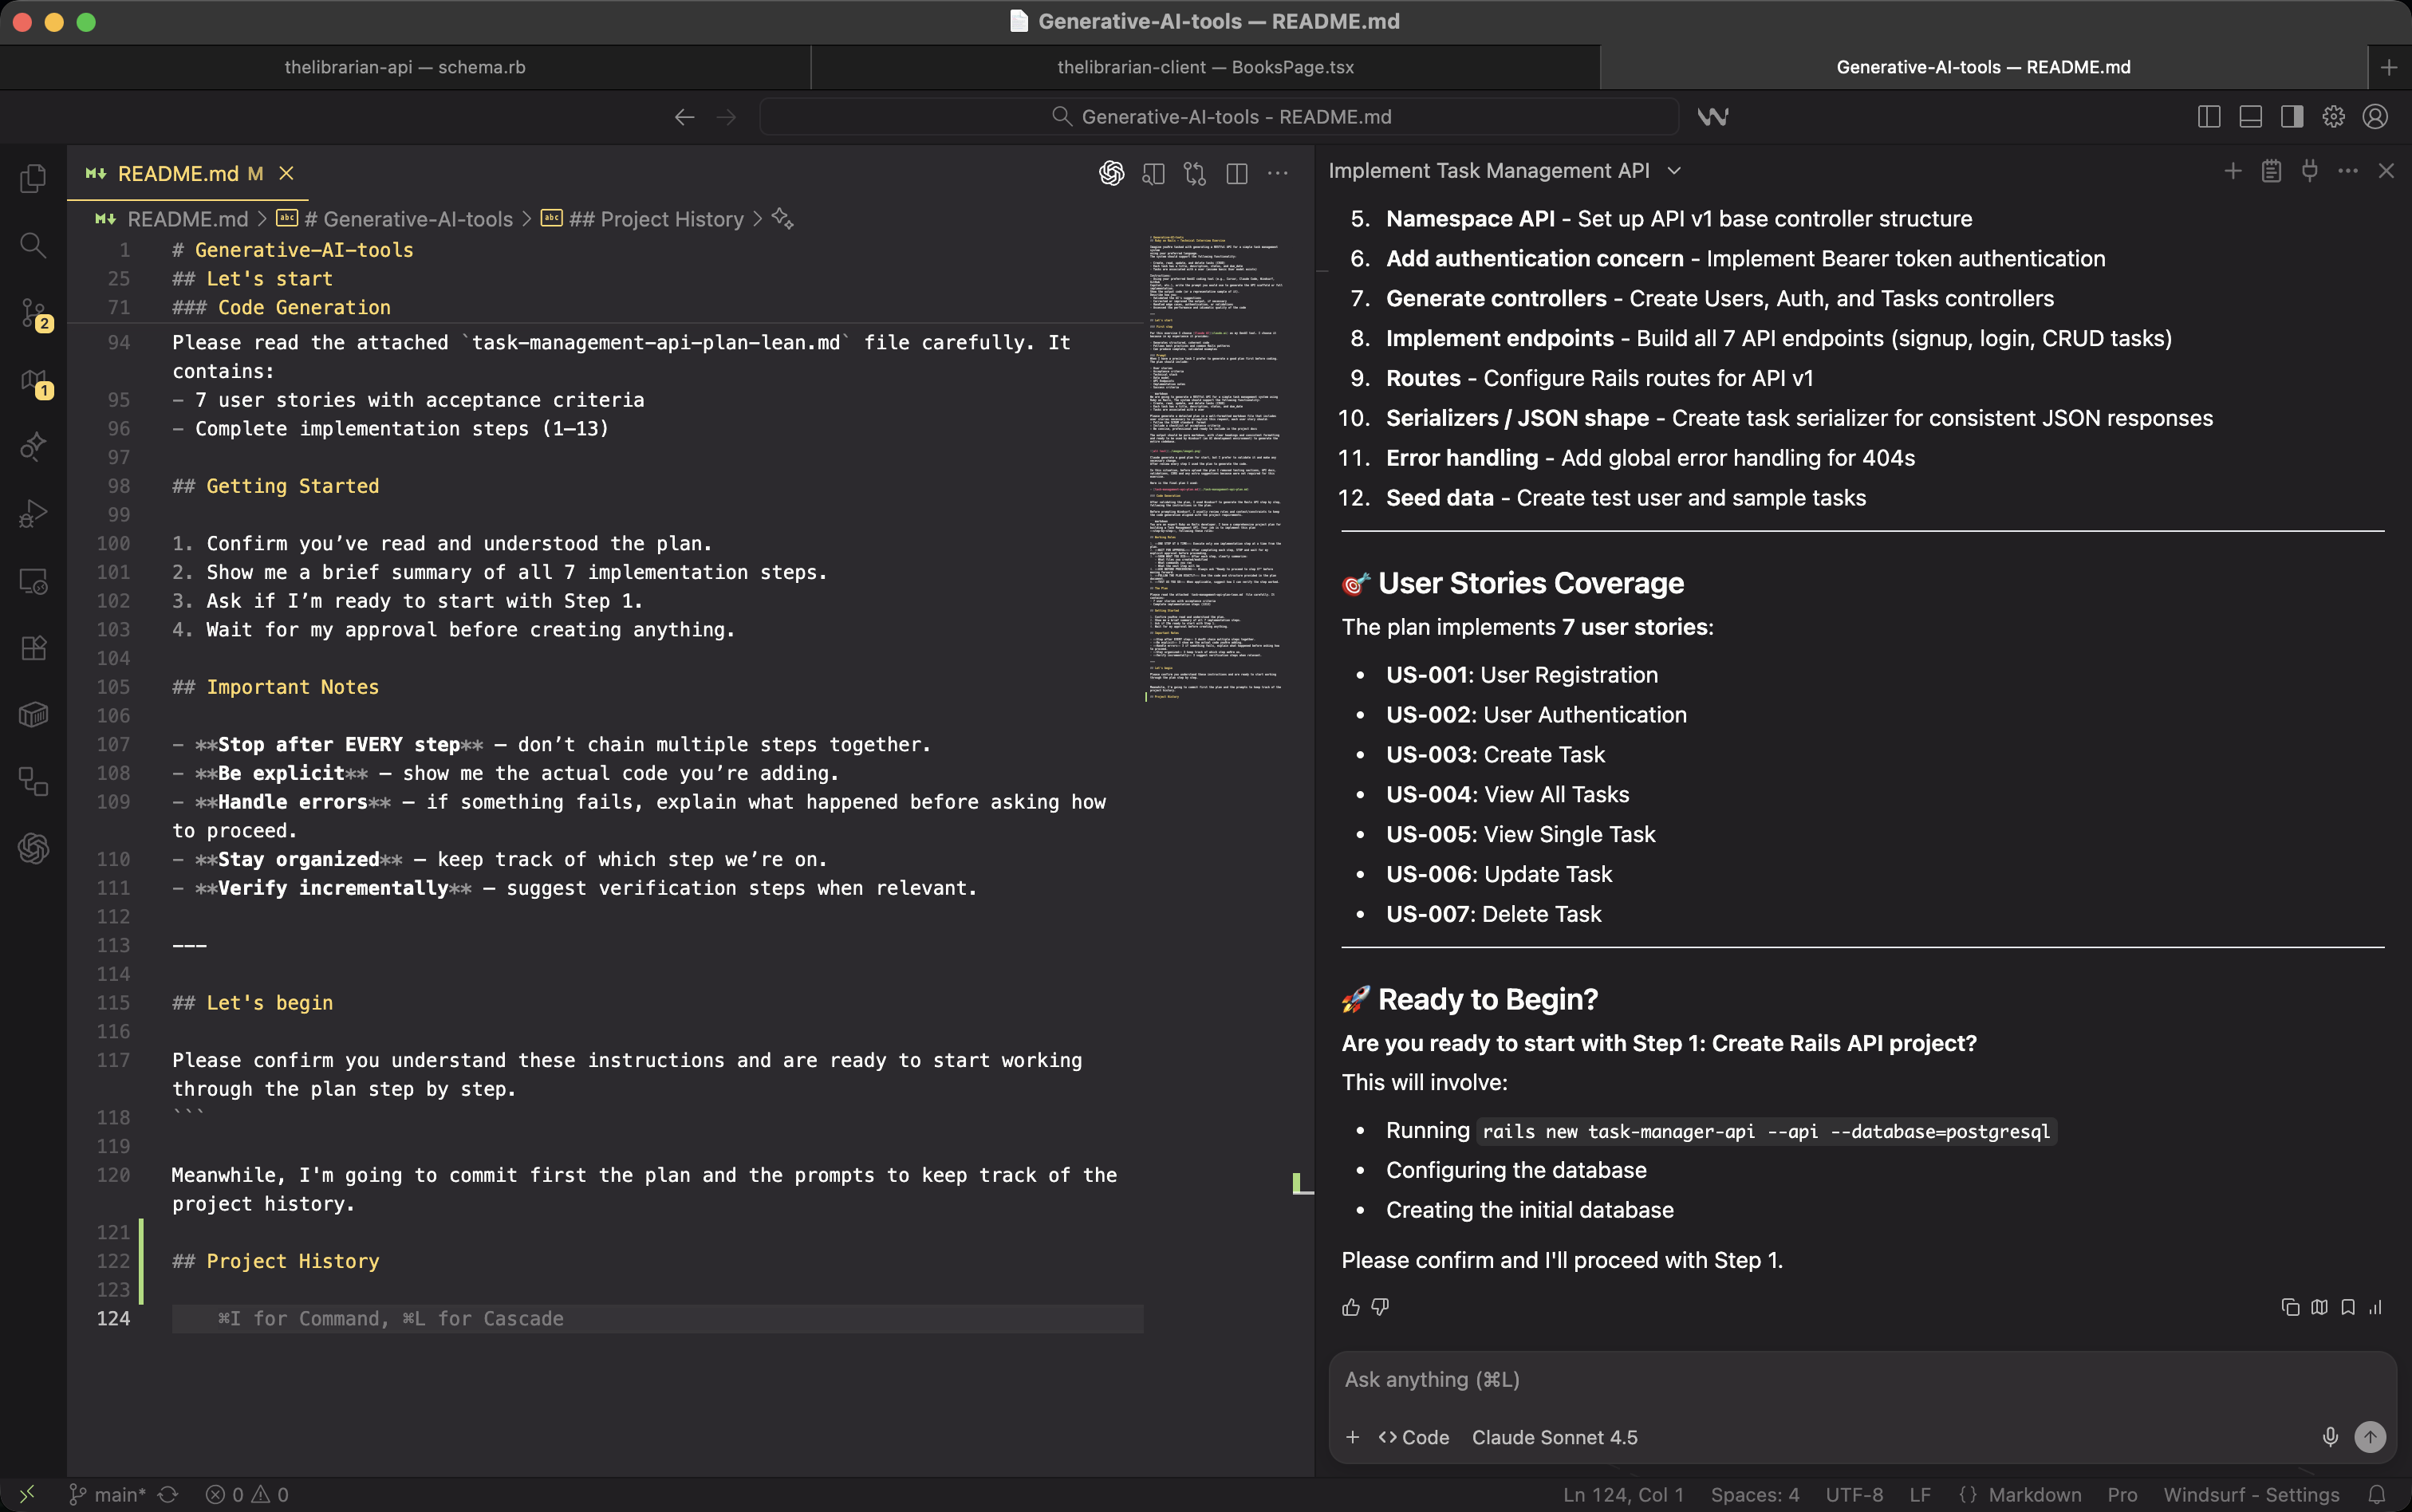 Generative-AI-tools — README.md
thelibrarian-api — schema.rb
thelibrarian-client — BooksPage.tsx
Generative-AI-tools — README.md
Generative-AI-tools - README.md
2
1
README.md M
README.md > # Generative-AI-tools > ## Project History >
1 # Generative-AI-tools
25 ## Let's start
71 ### Code Generation
94 Please read the attached `task-management-api-plan-lean.md` file carefully. It
contains:
95 – 7 user stories with acceptance criteria
96 – Complete implementation steps (1–13)
97
98 ## Getting Started
99
100 1. Confirm you’ve read and understood the plan.
101 2. Show me a brief summary of all 7 implementation steps.
102 3. Ask if I’m ready to start with Step 1.
103 4. Wait for my approval before creating anything.
104
105 ## Important Notes
106
107 – **Stop after EVERY step** – don’t chain multiple steps together.
108 – **Be explicit** – show me the actual code you’re adding.
109 – **Handle errors** – if something fails, explain what happened before asking how
to proceed.
110 – **Stay organized** – keep track of which step we’re on.
111 – **Verify incrementally** – suggest verification steps when relevant.
112
113 ---
114
115 ## Let's begin
116
117 Please confirm you understand these instructions and are ready to start working
through the plan step by step.
118 ```
119
120 Meanwhile, I'm going to commit first the plan and the prompts to keep track of the
project history.
121
122 ## Project History
123
124 ⌘I for Command, ⌘L for Cascade
Implement Task Management API
5. Namespace API - Set up API v1 base controller structure
6. Add authentication concern - Implement Bearer token authentication
7. Generate controllers - Create Users, Auth, and Tasks controllers
8. Implement endpoints - Build all 7 API endpoints (signup, login, CRUD tasks)
9. Routes - Configure Rails routes for API v1
10. Serializers / JSON shape - Create task serializer for consistent JSON responses
11. Error handling - Add global error handling for 404s
12. Seed data - Create test user and sample tasks
🎯 User Stories Coverage
The plan implements 7 user stories:
• US-001: User Registration
• US-002: User Authentication
• US-003: Create Task
• US-004: View All Tasks
• US-005: View Single Task
• US-006: Update Task
• US-007: Delete Task
🚀 Ready to Begin?
Are you ready to start with Step 1: Create Rails API project?
This will involve:
• Running rails new task-manager-api --api --database=postgresql
• Configuring the database
• Creating the initial database
Please confirm and I'll proceed with Step 1.
Ask anything (⌘L)
+ <> Code Claude Sonnet 4.5
main* 0 0
Ln 124, Col 1 Spaces: 4 UTF-8 LF {} Markdown Pro Windsurf - Settings